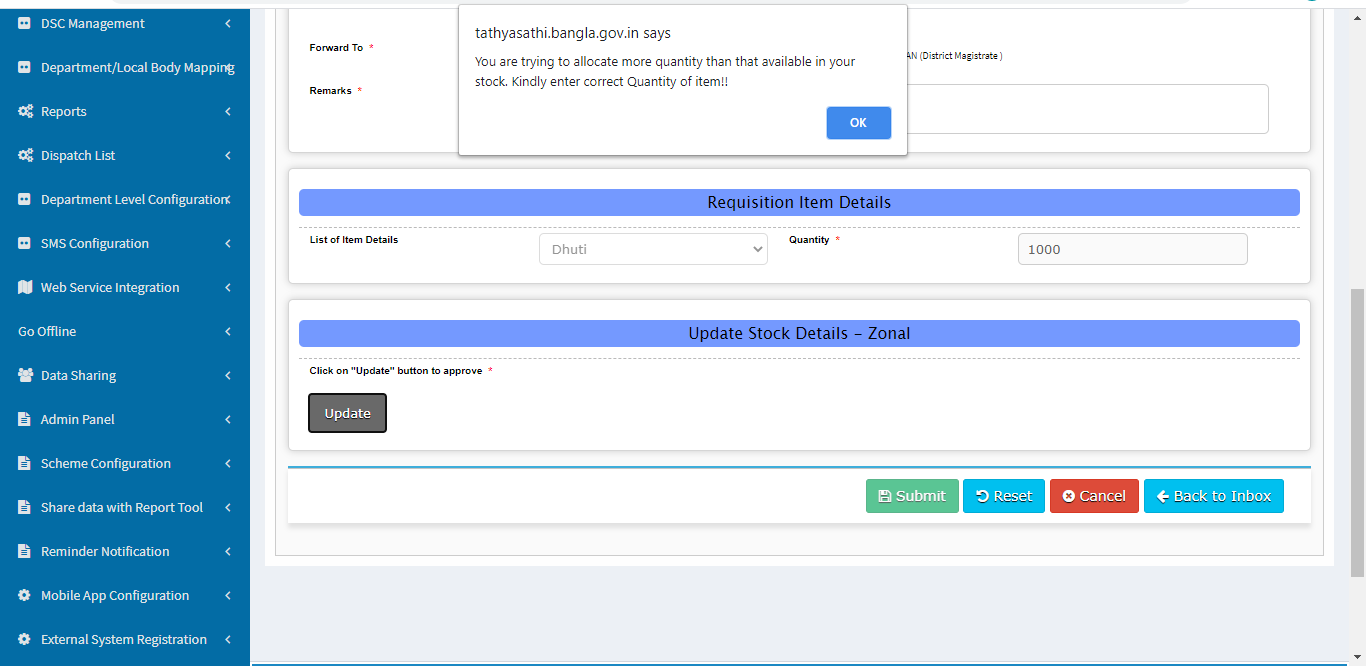 DSC Management
Department/Local Body Mapping
Reports
Dispatch List
Department Level Configuration
SMS Configuration
Web Service Integration
Go Offline
Data Sharing
Admin Panel
Scheme Configuration
Share data with Report Tool
Reminder Notification
Mobile App Configuration
External System Registration
tathyasathi.bangla.gov.in says
You are trying to allocate more quantity than that available in your
stock. Kindly enter correct Quantity of item!!
OK
Forward To *
AN (District Magistrate )
Remarks *
Requisition Item Details
List of Item Details
Dhuti
Quantity *
1000
Update Stock Details - Zonal
Click on "Update" button to approve *
Update
Submit
Reset
Cancel
Back to Inbox